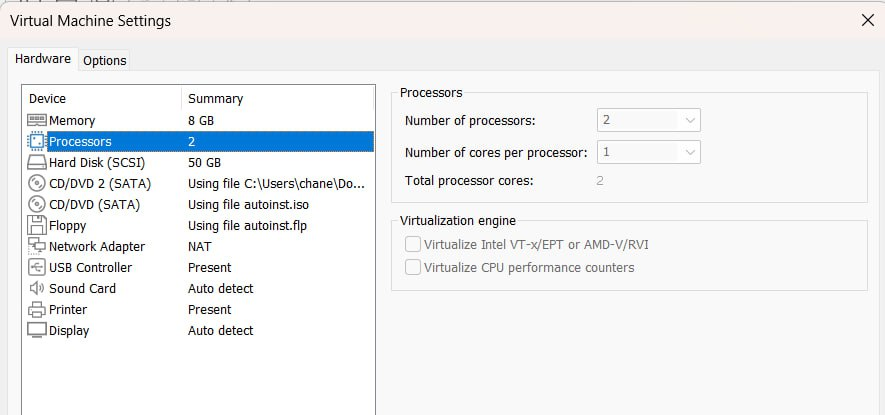 Virtual Machine Settings
Hardware Options
Device Summary
Memory 8 GB
Processors 2
Hard Disk (SCSI) 50 GB
CD/DVD 2 (SATA) Using file C:\Users\chane\Do...
CD/DVD (SATA) Using file autoinst.iso
Floppy Using file autoinst.flp
Network Adapter NAT
USB Controller Present
Sound Card Auto detect
Printer Present
Display Auto detect
Processors
Number of processors: 2
Number of cores per processor: 1
Total processor cores: 2
Virtualization engine
Virtualize Intel VT-x/EPT or AMD-V/RVI
Virtualize CPU performance counters